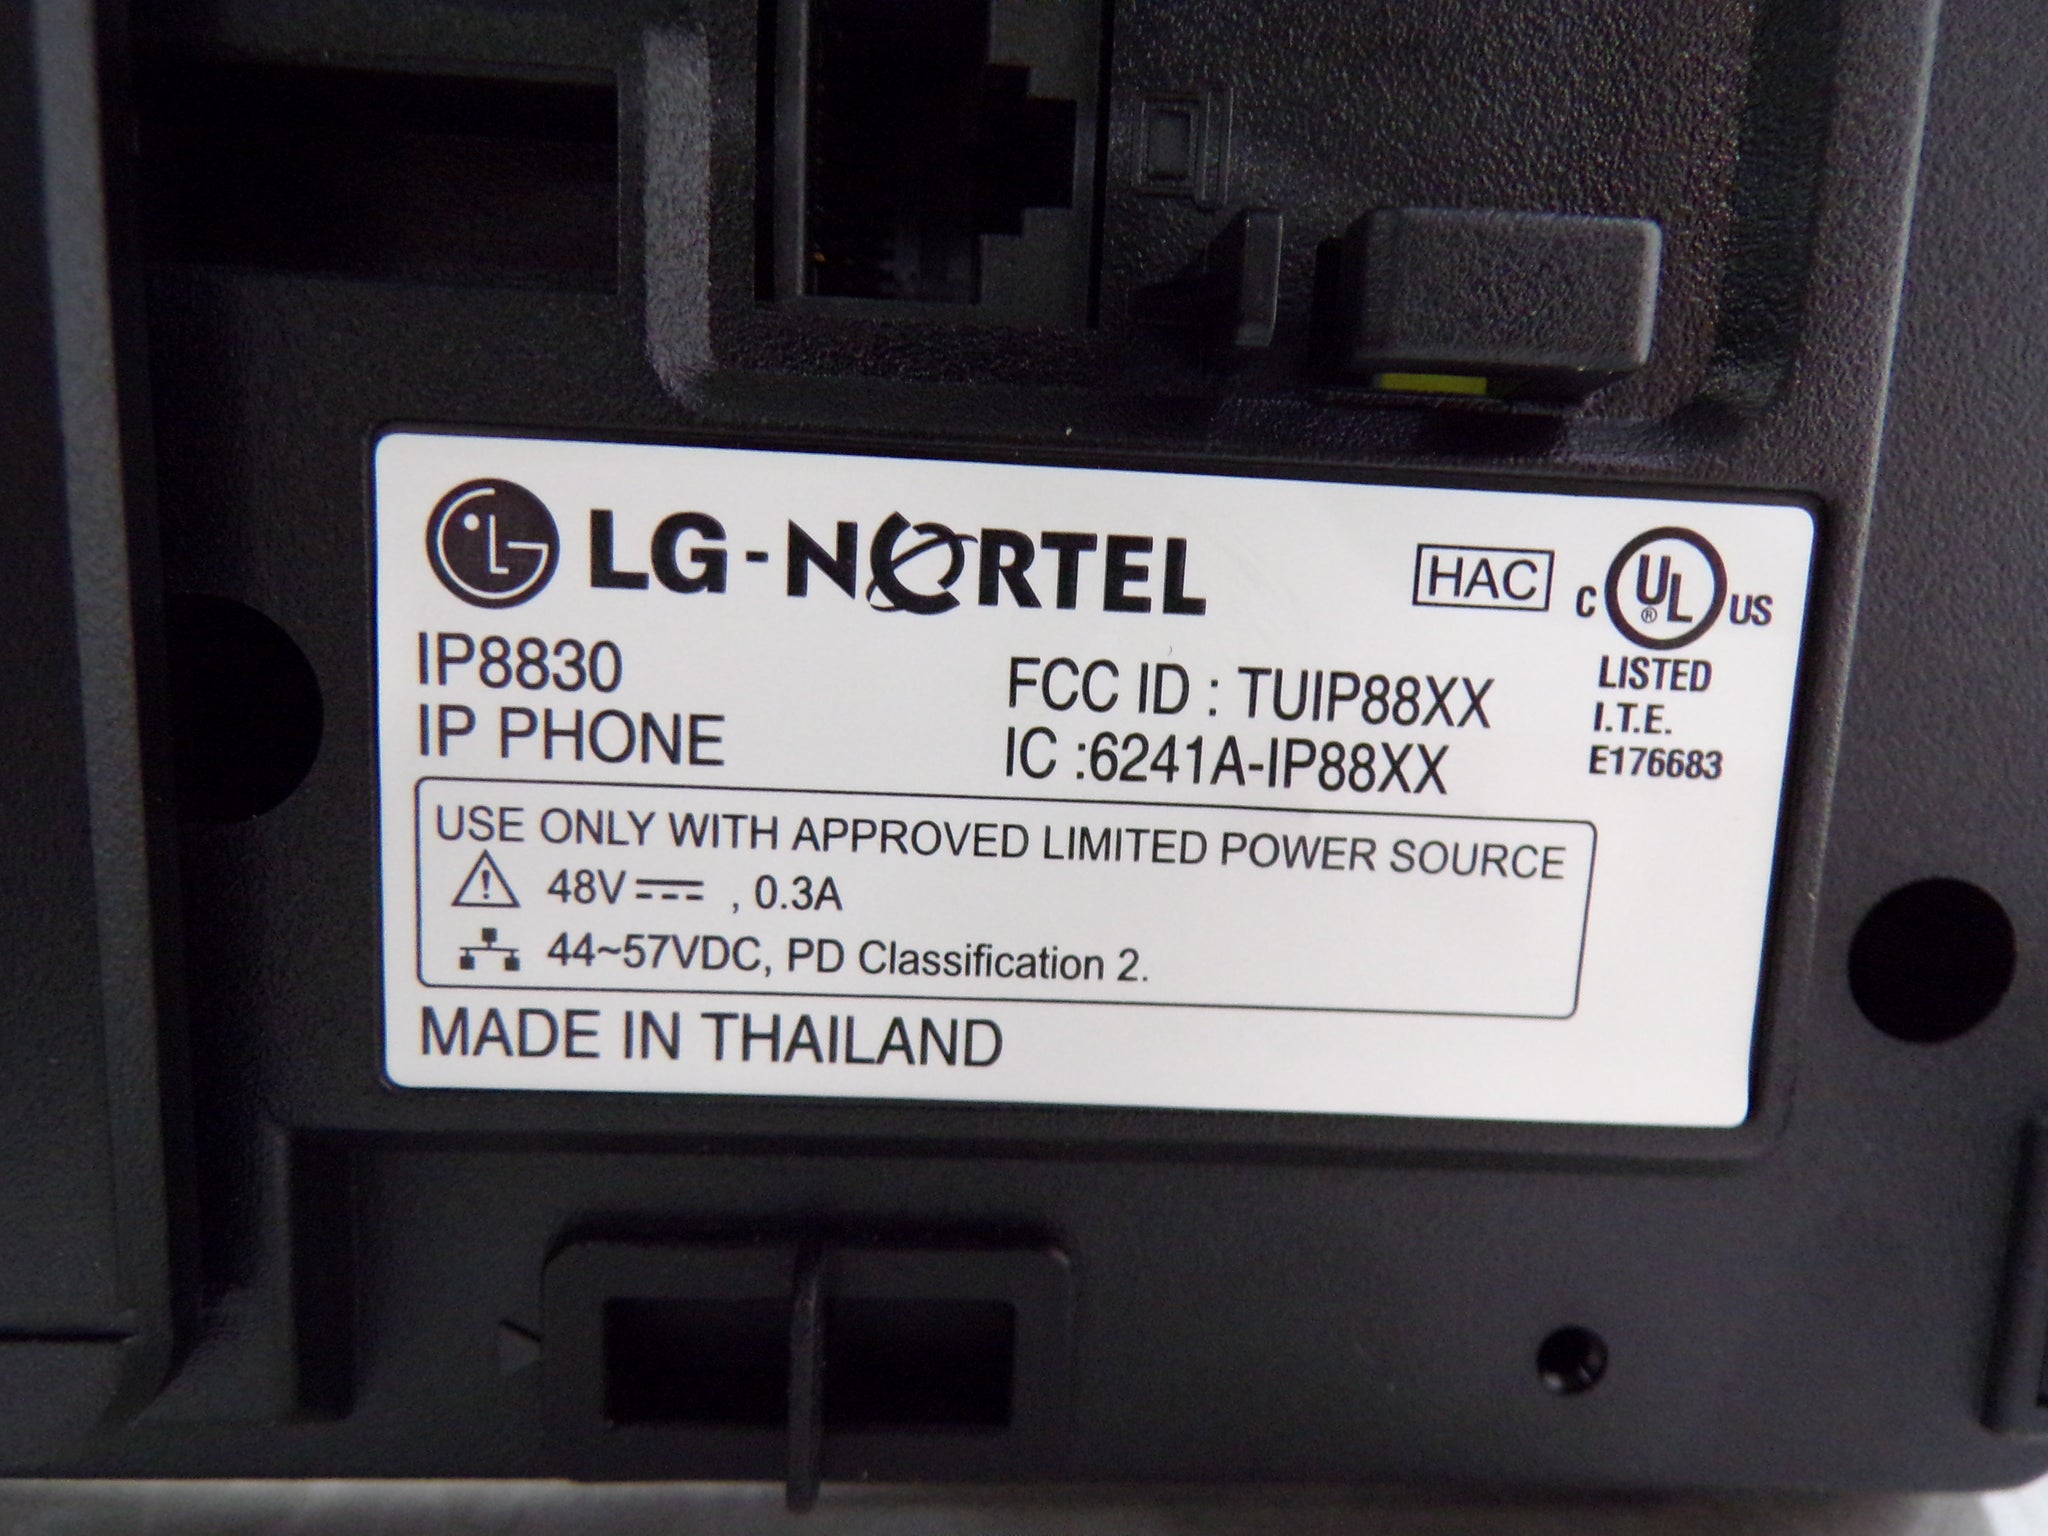 LG-NORTEL
HAC
C UL® US
LISTED
I.T.E.
E176683
IP8830
IP PHONE
FCC ID : TUIP88XX
IC :6241A-IP88XX
USE ONLY WITH APPROVED LIMITED POWER SOURCE
48V⎓ , 0.3A
44~57VDC, PD Classification 2.
MADE IN THAILAND